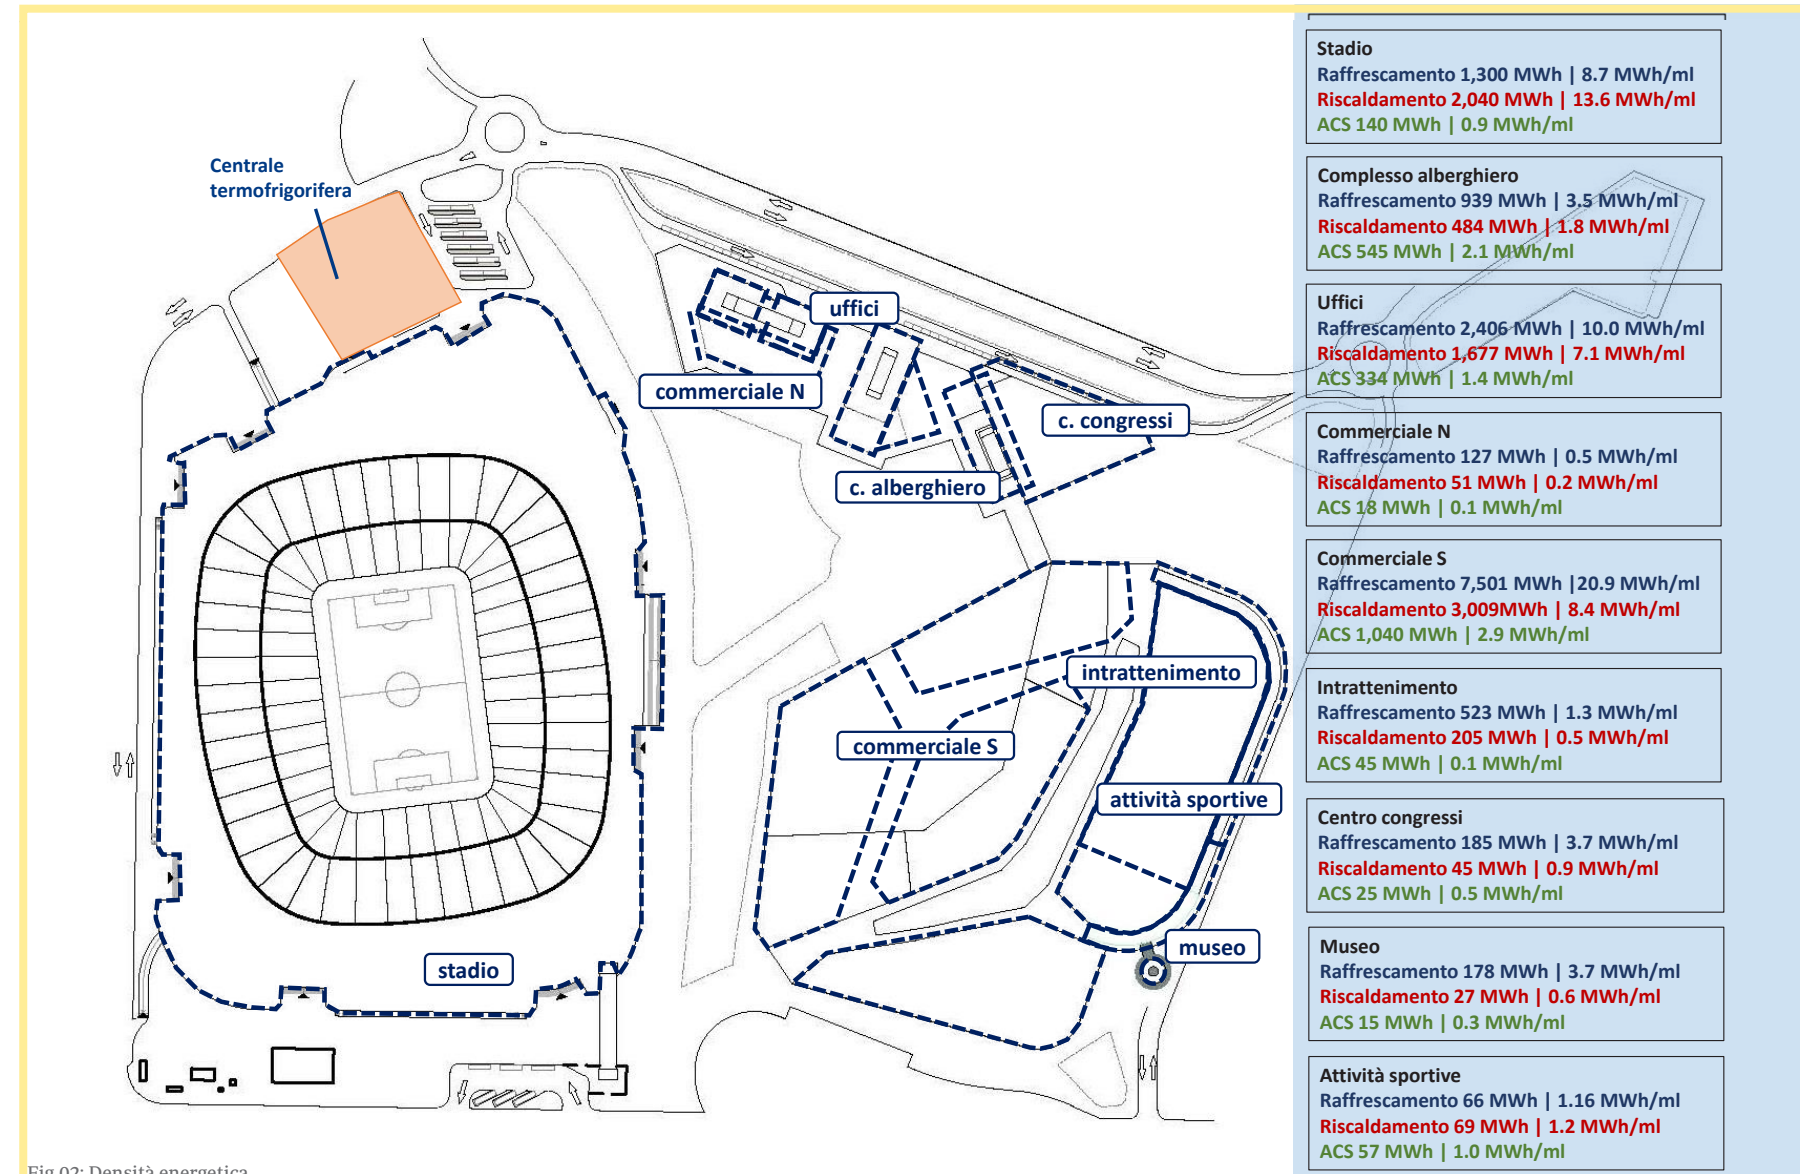 Centrale
termofrigorifera
uffici
commerciale N
c. congressi
c. alberghiero
intrattenimento
commerciale S
attività sportive
museo
stadio
Stadio
Raffrescamento 1,300 MWh | 8.7 MWh/ml
Riscaldamento 2,040 MWh | 13.6 MWh/ml
ACS 140 MWh | 0.9 MWh/ml
Complesso alberghiero
Raffrescamento 939 MWh | 3.5 MWh/ml
Riscaldamento 484 MWh | 1.8 MWh/ml
ACS 545 MWh | 2.1 MWh/ml
Uffici
Raffrescamento 2,406 MWh | 10.0 MWh/ml
Riscaldamento 1,677 MWh | 7.1 MWh/ml
ACS 334 MWh | 1.4 MWh/ml
Commerciale N
Raffrescamento 127 MWh | 0.5 MWh/ml
Riscaldamento 51 MWh | 0.2 MWh/ml
ACS 18 MWh | 0.1 MWh/ml
Commerciale S
Raffrescamento 7,501 MWh |20.9 MWh/ml
Riscaldamento 3,009MWh | 8.4 MWh/ml
ACS 1,040 MWh | 2.9 MWh/ml
Intrattenimento
Raffrescamento 523 MWh | 1.3 MWh/ml
Riscaldamento 205 MWh | 0.5 MWh/ml
ACS 45 MWh | 0.1 MWh/ml
Centro congressi
Raffrescamento 185 MWh | 3.7 MWh/ml
Riscaldamento 45 MWh | 0.9 MWh/ml
ACS 25 MWh | 0.5 MWh/ml
Museo
Raffrescamento 178 MWh | 3.7 MWh/ml
Riscaldamento 27 MWh | 0.6 MWh/ml
ACS 15 MWh | 0.3 MWh/ml
Attività sportive
Raffrescamento 66 MWh | 1.16 MWh/ml
Riscaldamento 69 MWh | 1.2 MWh/ml
ACS 57 MWh | 1.0 MWh/ml
Fig 02: Densità energetica